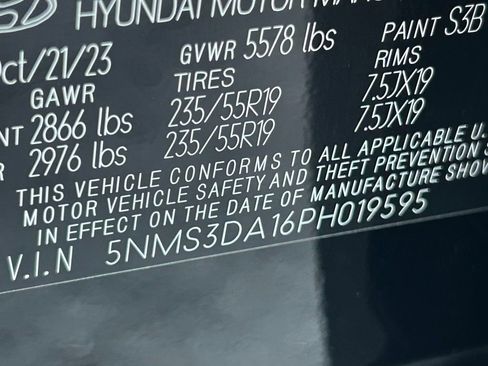 HYUNDAI MOTOR
Oct/21/23 GVWR 5578 lbs PAINT S3B
GAWR TIRES RIMS
2866 lbs 235/55R19 7.5JX19
2976 lbs 235/55R19 7.5JX19
THIS VEHICLE CONFORMS TO ALL APPLICABLE U.
MOTOR VEHICLE SAFETY AND THEFT PREVENTION S
IN EFFECT ON THE DATE OF MANUFACTURE SHOW
V.I.N 5NMS3DA16PH019595